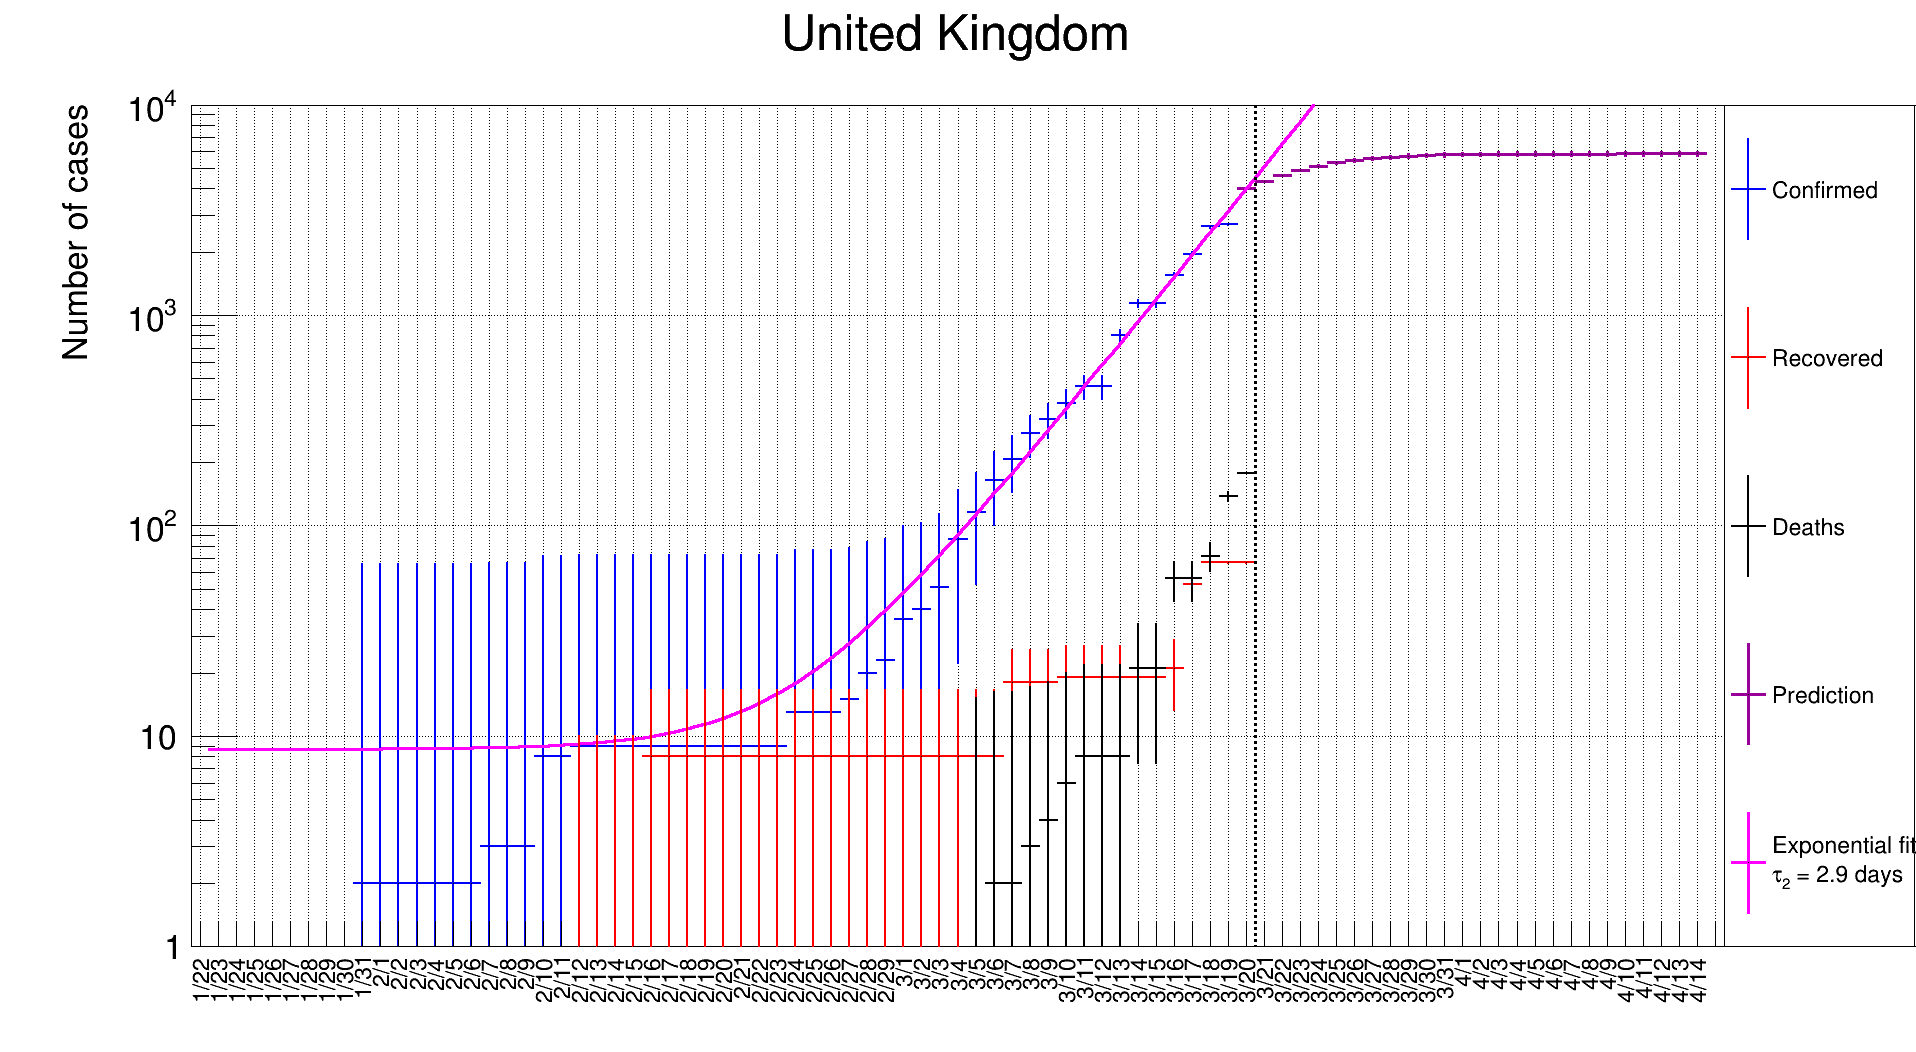 United Kingdom
Number of cases
10^4
10^3
10^2
10
1
1/22 1/23 1/24 1/25 1/26 1/27 1/28 1/29 1/30 1/31 2/1 2/2 2/3 2/4 2/5 2/6 2/7 2/8 2/9 2/10 2/11 2/12 2/13 2/14 2/15 2/16 2/17 2/18 2/19 2/20 2/21 2/22 2/23 2/24 2/25 2/26 2/27 2/28 2/29 3/1 3/2 3/3 3/4 3/5 3/6 3/7 3/8 3/9 3/10 3/11 3/12 3/13 3/14 3/15 3/16 3/17 3/18 3/19 3/20 3/21 3/22 3/23 3/24 3/25 3/26 3/27 3/28 3/29 3/30 3/31 4/1 4/2 4/3 4/4 4/5 4/6 4/7 4/8 4/9 4/10 4/11 4/12 4/13 4/14
Confirmed
Recovered
Deaths
Prediction
Exponential fit
τ₂ = 2.9 days